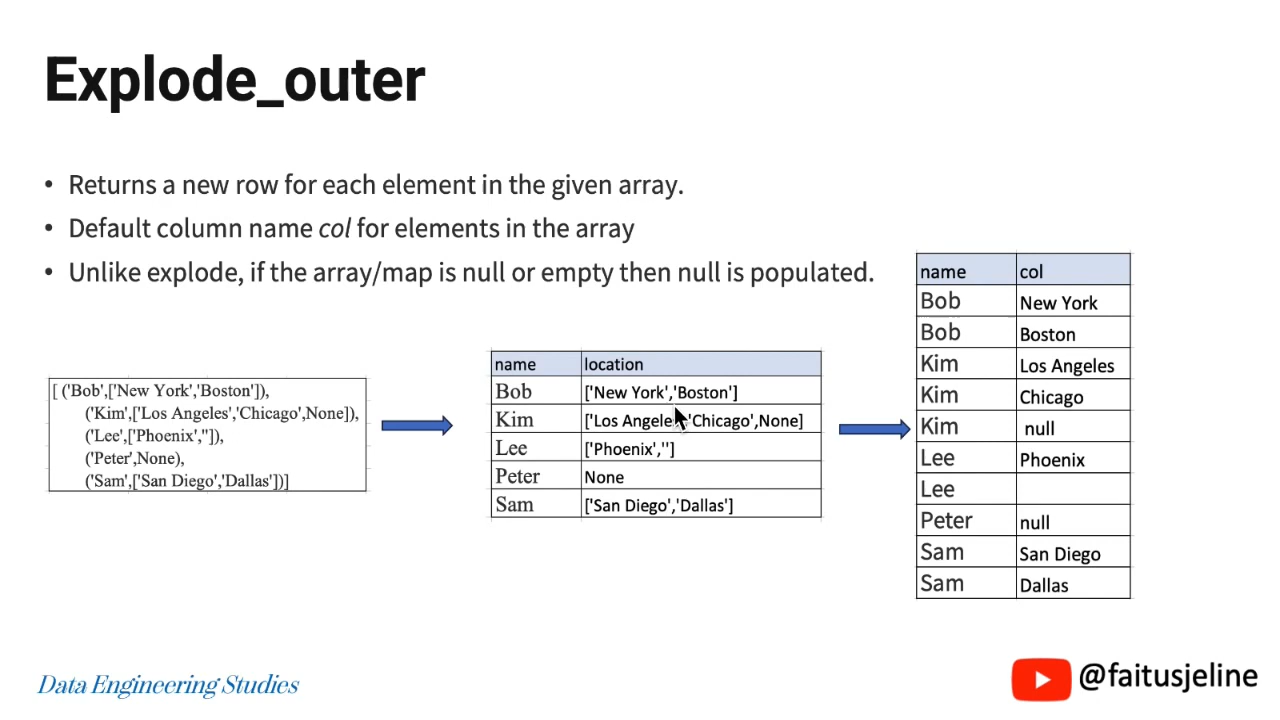 Explode_outer
• Returns a new row for each element in the given array.
• Default column name col for elements in the array
• Unlike explode, if the array/map is null or empty then null is populated.
[ ('Bob',['New York','Boston']),
('Kim',['Los Angeles','Chicago',None]),
('Lee',['Phoenix','']),
('Peter',None),
('Sam',['San Diego','Dallas'])]
name location
Bob ['New York','Boston']
Kim ['Los Angeles','Chicago',None]
Lee ['Phoenix','']
Peter None
Sam ['San Diego','Dallas']
name col
Bob New York
Bob Boston
Kim Los Angeles
Kim Chicago
Kim null
Lee Phoenix
Lee
Peter null
Sam San Diego
Sam Dallas
Data Engineering Studies
@faitusjeline